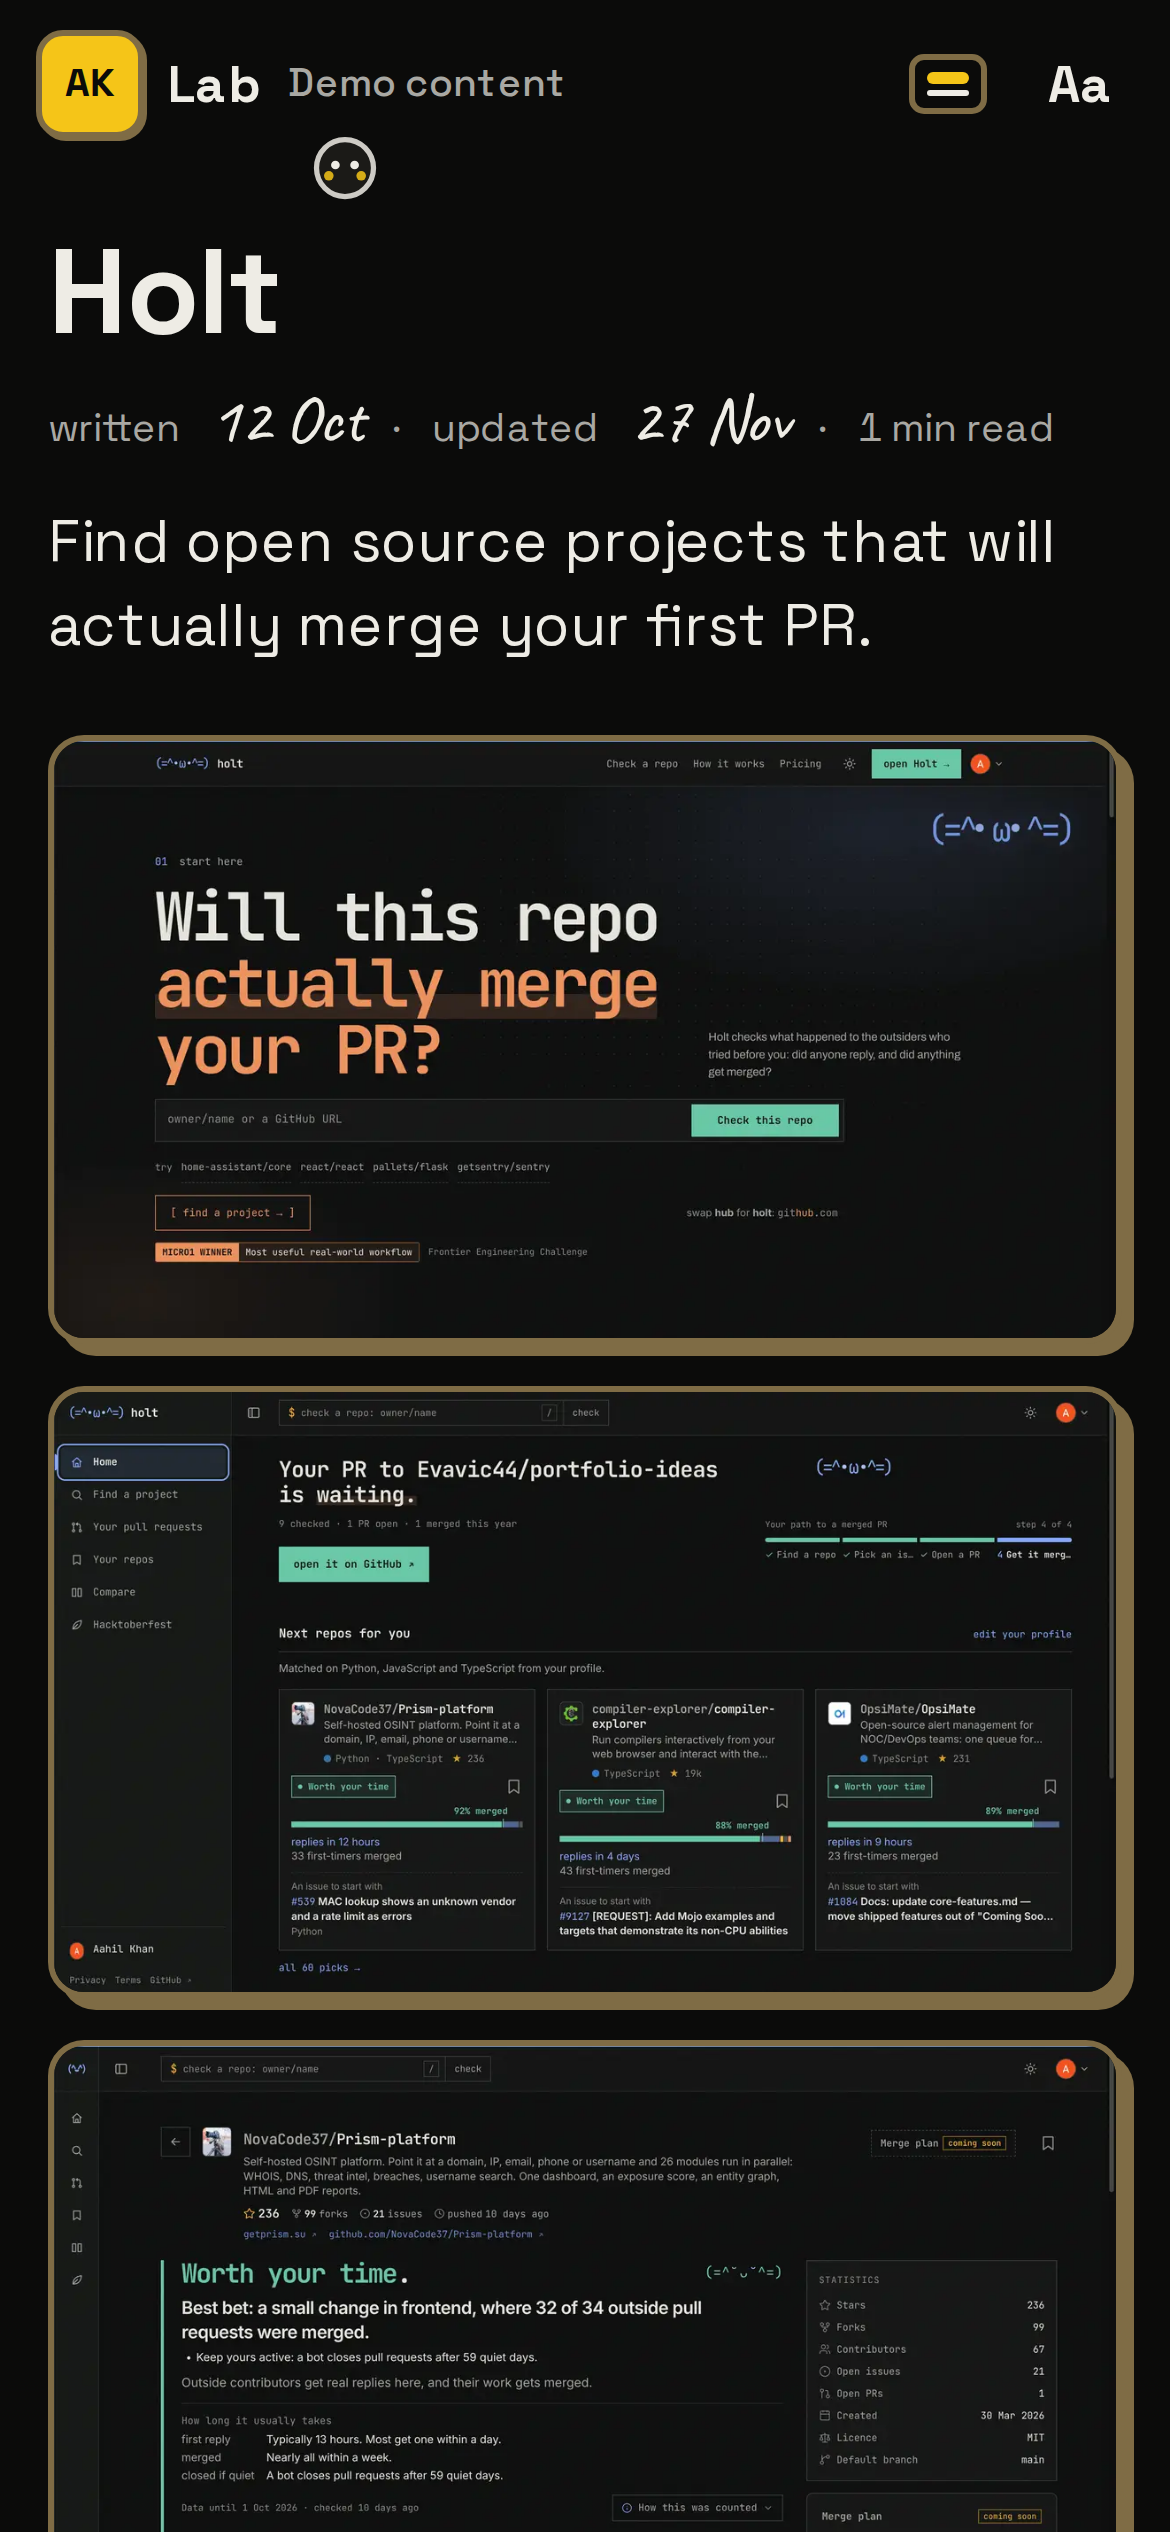 AK
Lab Demo content
Aa
Holt
written 12 Oct · updated 27 Nov · 1 min read
Find open source projects that will
actually merge your first PR.
(=^•ω•^=) holt
Check a repo How it works Pricing
open Holt →
A
(=^• ω• ^=)
01 start here
Will this repo
actually merge
your PR?
Holt checks what happened to the outsiders who
tried before you: did anyone reply, and did anything
get merged?
owner/name or a GitHub URL
Check this repo
try home-assistant/core react/react pallets/flask getsentry/sentry
[ find a project → ]
swap hub for holt: github.com
MICRO1 WINNER Most useful real-world workflow Frontier Engineering Challenge
(=^•ω•^=) holt
$ check a repo: owner/name / check
A
Home
Find a project
Your pull requests
Your repos
Compare
Hacktoberfest
Aahil Khan
Privacy Terms GitHub ↗
Your PR to Evavic44/portfolio-ideas
is waiting.
(=^•ω•^=)
9 checked · 1 PR open · 1 merged this year
open it on GitHub ↗
Your path to a merged PR step 4 of 4
✓ Find a repo ✓ Pick an is… ✓ Open a PR 4 Get it merg…
Next repos for you
edit your profile
Matched on Python, JavaScript and TypeScript from your profile.
NovaCode37/Prism-platform
Self-hosted OSINT platform. Point it at a
domain, IP, email, phone or username...
Python · TypeScript ★ 236
Worth your time
92% merged
replies in 12 hours
33 first-timers merged
An issue to start with
#539 MAC lookup shows an unknown vendor
and a rate limit as errors
Python
compiler-explorer/compiler-
explorer
Run compilers interactively from your
web browser and interact with the...
TypeScript ★ 19k
Worth your time
88% merged
replies in 4 days
43 first-timers merged
An issue to start with
#9127 [REQUEST]: Add Mojo examples and
targets that demonstrate its non-CPU abilities
OpsiMate/OpsiMate
Open-source alert management for
NOC/DevOps teams: one queue for...
TypeScript ★ 231
Worth your time
89% merged
replies in 9 hours
23 first-timers merged
An issue to start with
#1084 Docs: update core-features.md —
move shipped features out of "Coming Soo...
all 60 picks →
$ check a repo: owner/name / check
A
NovaCode37/Prism-platform
Self-hosted OSINT platform. Point it at a domain, IP, email, phone or username and 26 modules run in parallel:
WHOIS, DNS, threat intel, breaches, username search. One dashboard, an exposure score, an entity graph,
HTML and PDF reports.
236 99 forks 21 issues pushed 10 days ago
getprism.su ↗ github.com/NovaCode37/Prism-platform ↗
Merge plan coming soon
Worth your time.
(=^˘ᴗ˘^=)
Best bet: a small change in frontend, where 32 of 34 outside pull
requests were merged.
• Keep yours active: a bot closes pull requests after 59 quiet days.
Outside contributors get real replies here, and their work gets merged.
How long it usually takes
first reply Typically 13 hours. Most get one within a day.
merged Nearly all within a week.
closed if quiet A bot closes pull requests after 59 quiet days.
Data until 1 Oct 2026 · checked 10 days ago
How this was counted
STATISTICS
Stars 236
Forks 99
Contributors 67
Open issues 21
Open PRs 1
Created 30 Mar 2026
Licence MIT
Default branch main
Merge plan coming soon